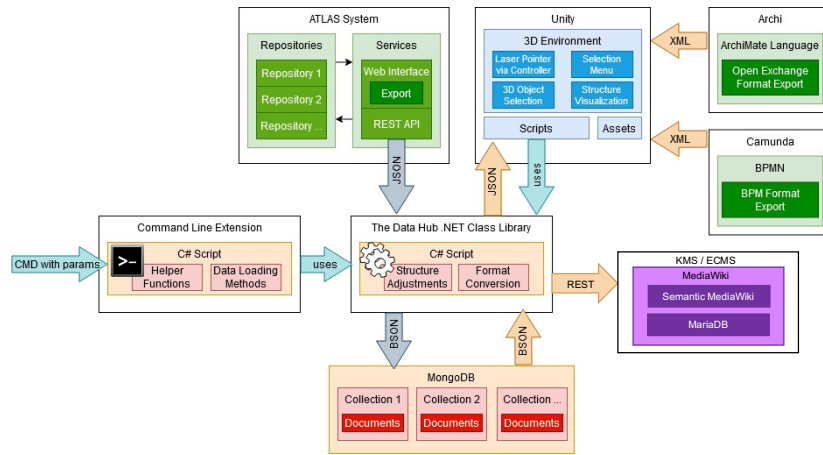 ATLAS System
Repositories
Repository 1
Repository 2
Repository ...
Services
Web Interface
Export
REST API
Unity
3D Environment
Laser Pointer
via Controller
Selection
Menu
3D Object
Selection
Structure
Visualization
Scripts
Assets
XML
XML
Archi
ArchiMate Language
Open Exchange
Format Export
Camunda
BPMN
BPM Format
Export
JSON
JSON
uses
CMD with params
Command Line Extension
C# Script
>-
Helper
Functions
Data Loading
Methods
uses
The Data Hub .NET Class Library
C# Script
Structure
Adjustments
Format
Conversion
REST
KMS / ECMS
MediaWiki
Semantic MediaWiki
MariaDB
BSON
BSON
MongoDB
Collection 1
Documents
Collection 2
Documents
Collection ...
Documents